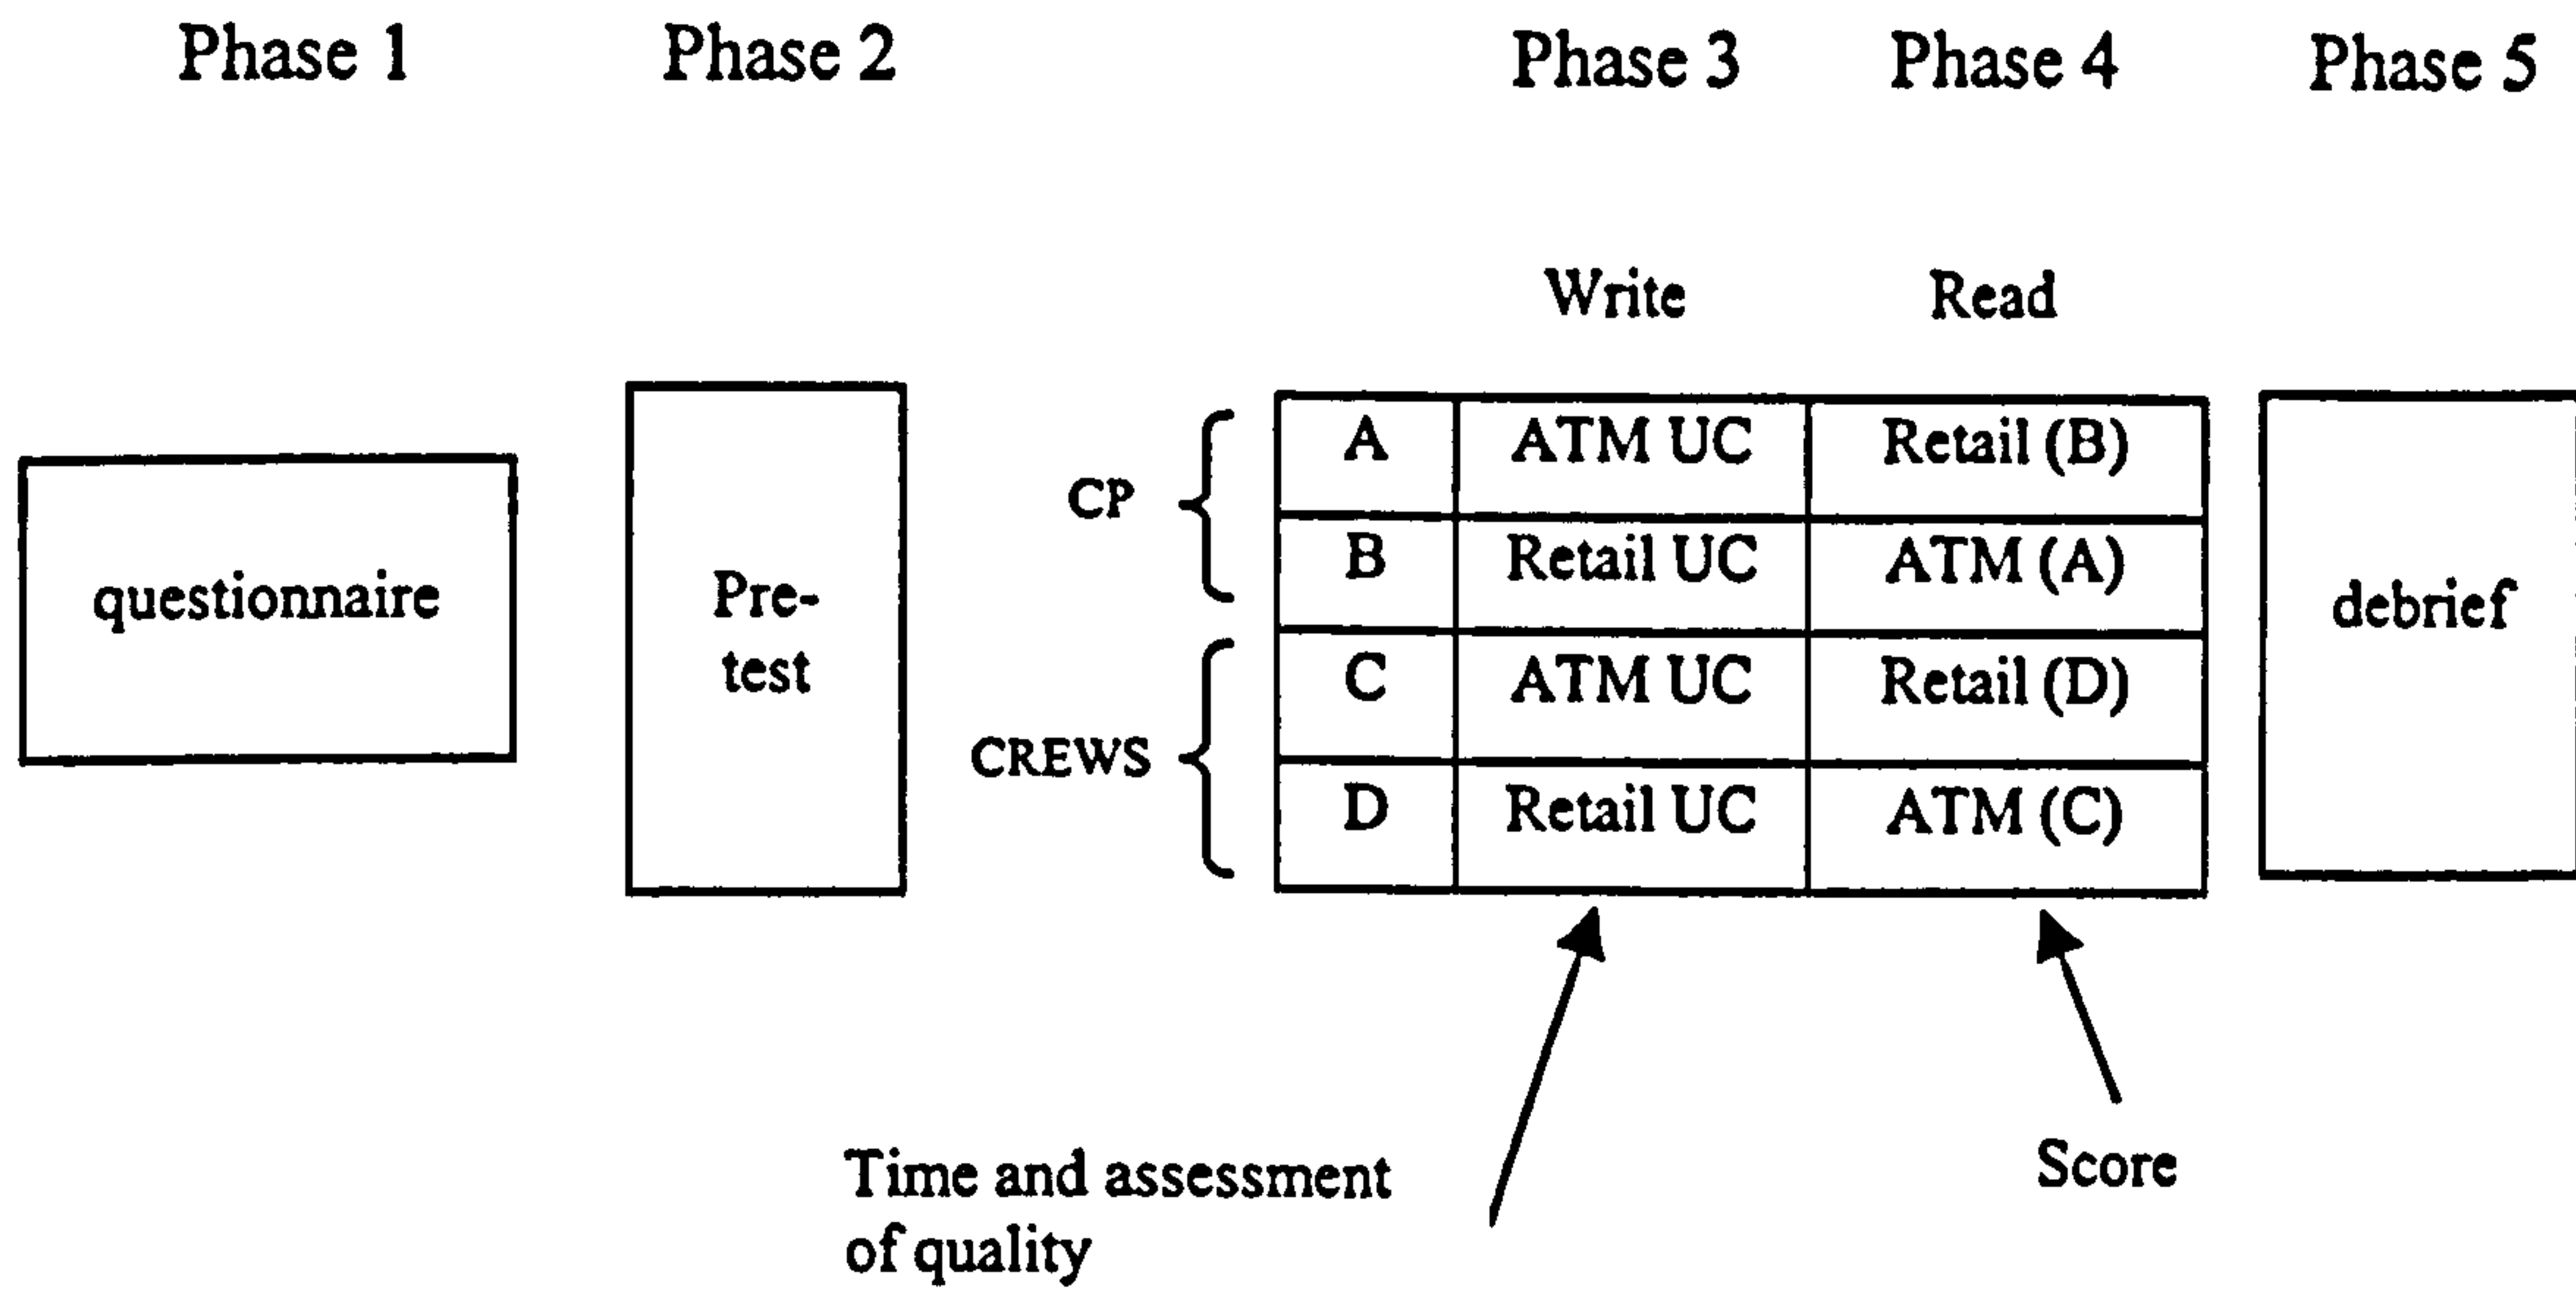 Phase 1 Phase 2 Phase 3 Phase 4 Phase 5
Write Read
questionnaire
Pre-
test
CP
CREWS
A ATM UC Retail (B)
B Retail UC ATM (A)
C ATM UC Retail (D)
D Retail UC ATM (C)
debrief
Time and assessment
of quality
Score